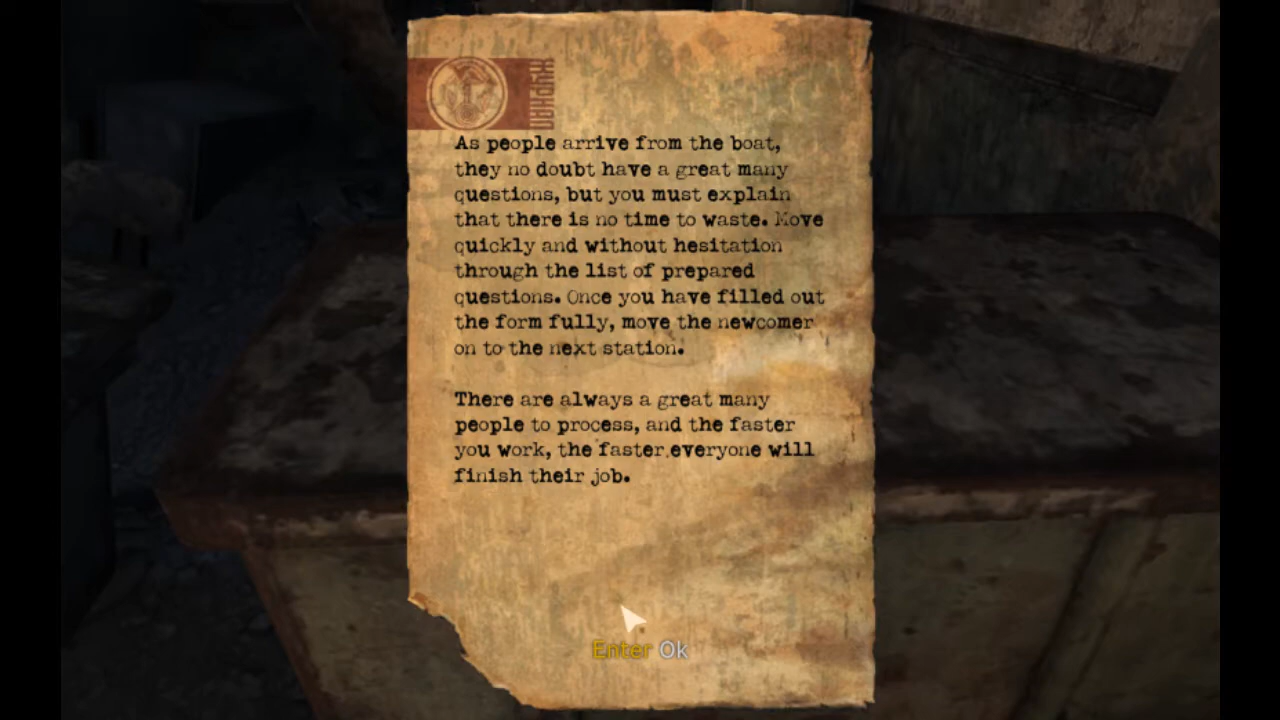 As people arrive from the boat,
they no doubt have a great many
questions, but you must explain
that there is no time to waste. Move
quickly and without hesitation
through the list of prepared
questions. Once you have filled out
the form fully, move the newcomer
on to the next station.
There are always a great many
people to process, and the faster
you work, the faster everyone will
finish their job.
Enter Ok